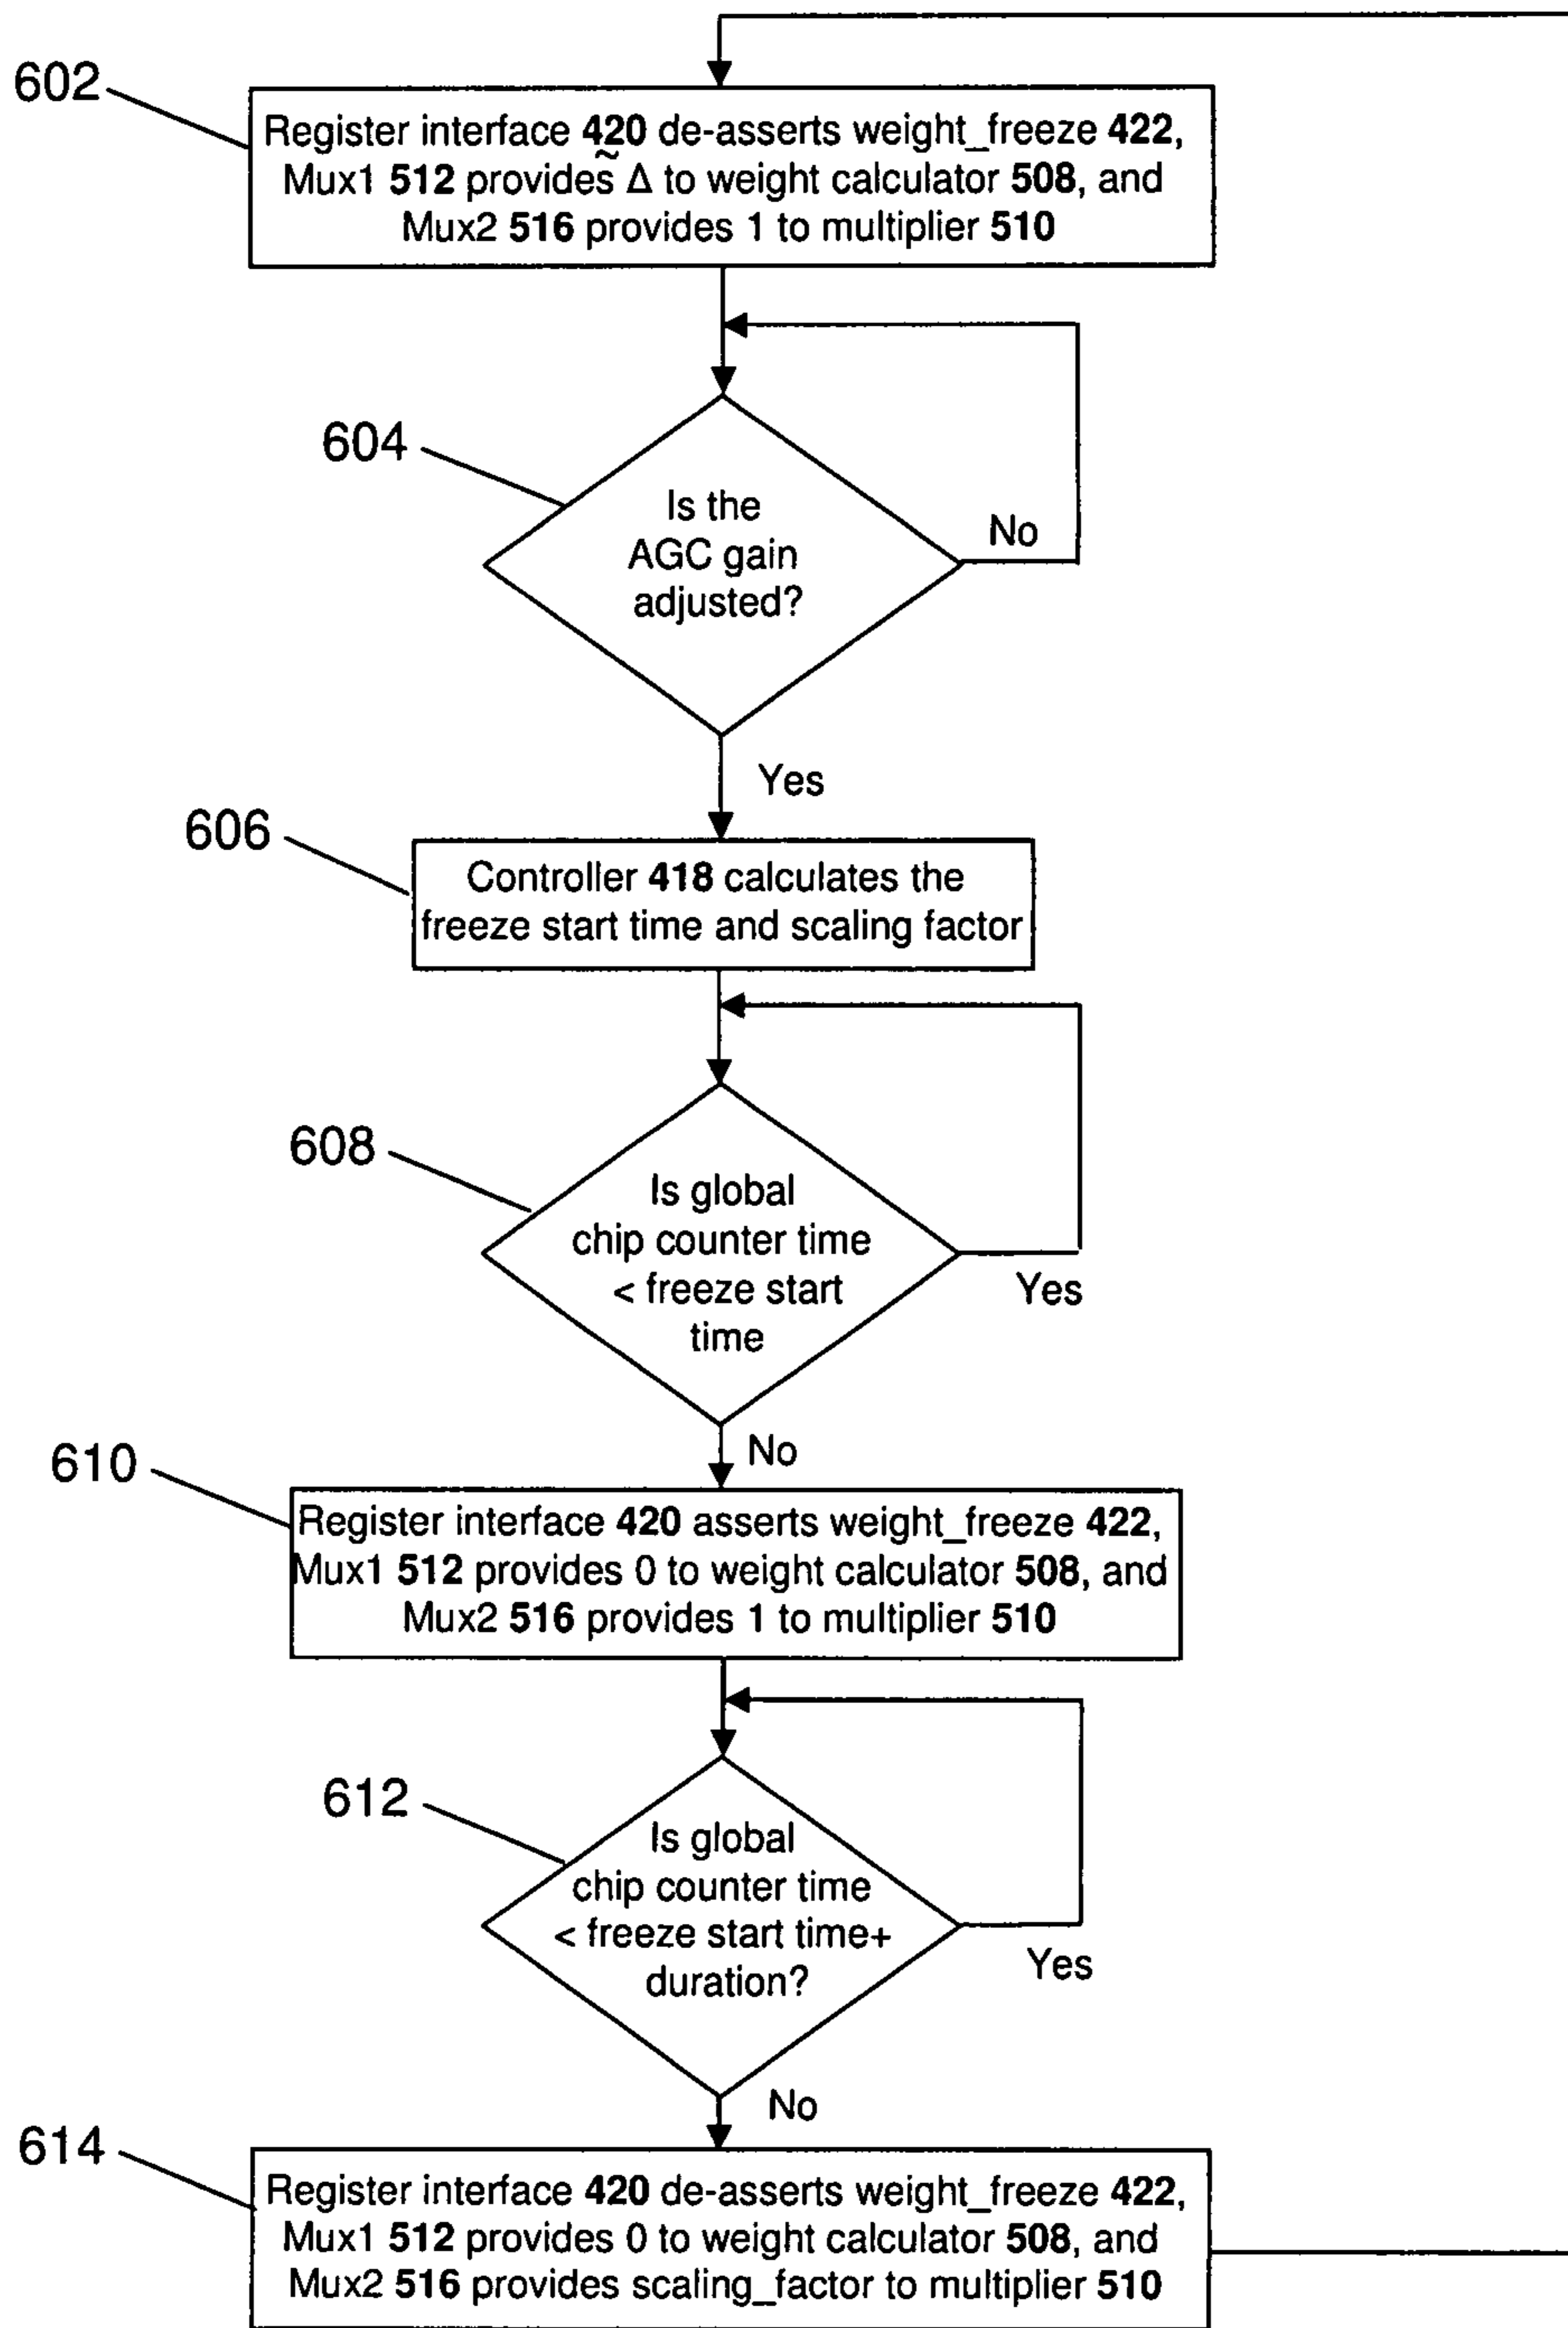 602
Register interface 420 de-asserts weight_freeze 422,
Mux1 512 provides Δ̃ to weight calculator 508, and
Mux2 516 provides 1 to multiplier 510
604
Is the
AGC gain
adjusted?
No
Yes
606
Controller 418 calculates the
freeze start time and scaling factor
608
Is global
chip counter time
< freeze start
time
Yes
No
610
Register interface 420 asserts weight_freeze 422,
Mux1 512 provides 0 to weight calculator 508, and
Mux2 516 provides 1 to multiplier 510
612
Is global
chip counter time
< freeze start time+
duration?
Yes
No
614
Register interface 420 de-asserts weight_freeze 422,
Mux1 512 provides 0 to weight calculator 508, and
Mux2 516 provides scaling_factor to multiplier 510